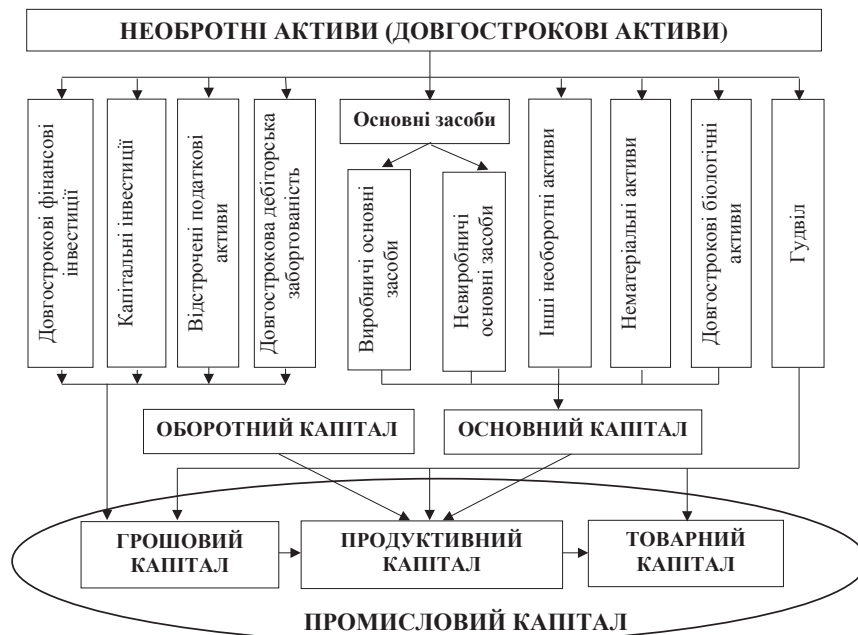 НЕОБРОТНІ АКТИВИ (ДОВГОСТРОКОВІ АКТИВИ)
Довгострокові фінансові
інвестиції
Капітальні інвестиції
Відстрочені податкові
активи
Довгострокова дебіторська
заборгованість
Основні засоби
Виробничі основні
засоби
Невиробничі
основні засоби
Інші необоротні активи
Нематеріальні активи
Довгострокові біологічні
активи
Гудвіл
ОБОРОТНИЙ КАПІТАЛ
ОСНОВНИЙ КАПІТАЛ
ГРОШОВИЙ
КАПІТАЛ
ПРОДУКТИВНИЙ
КАПІТАЛ
ТОВАРНИЙ
КАПІТАЛ
ПРОМИСЛОВИЙ КАПІТАЛ